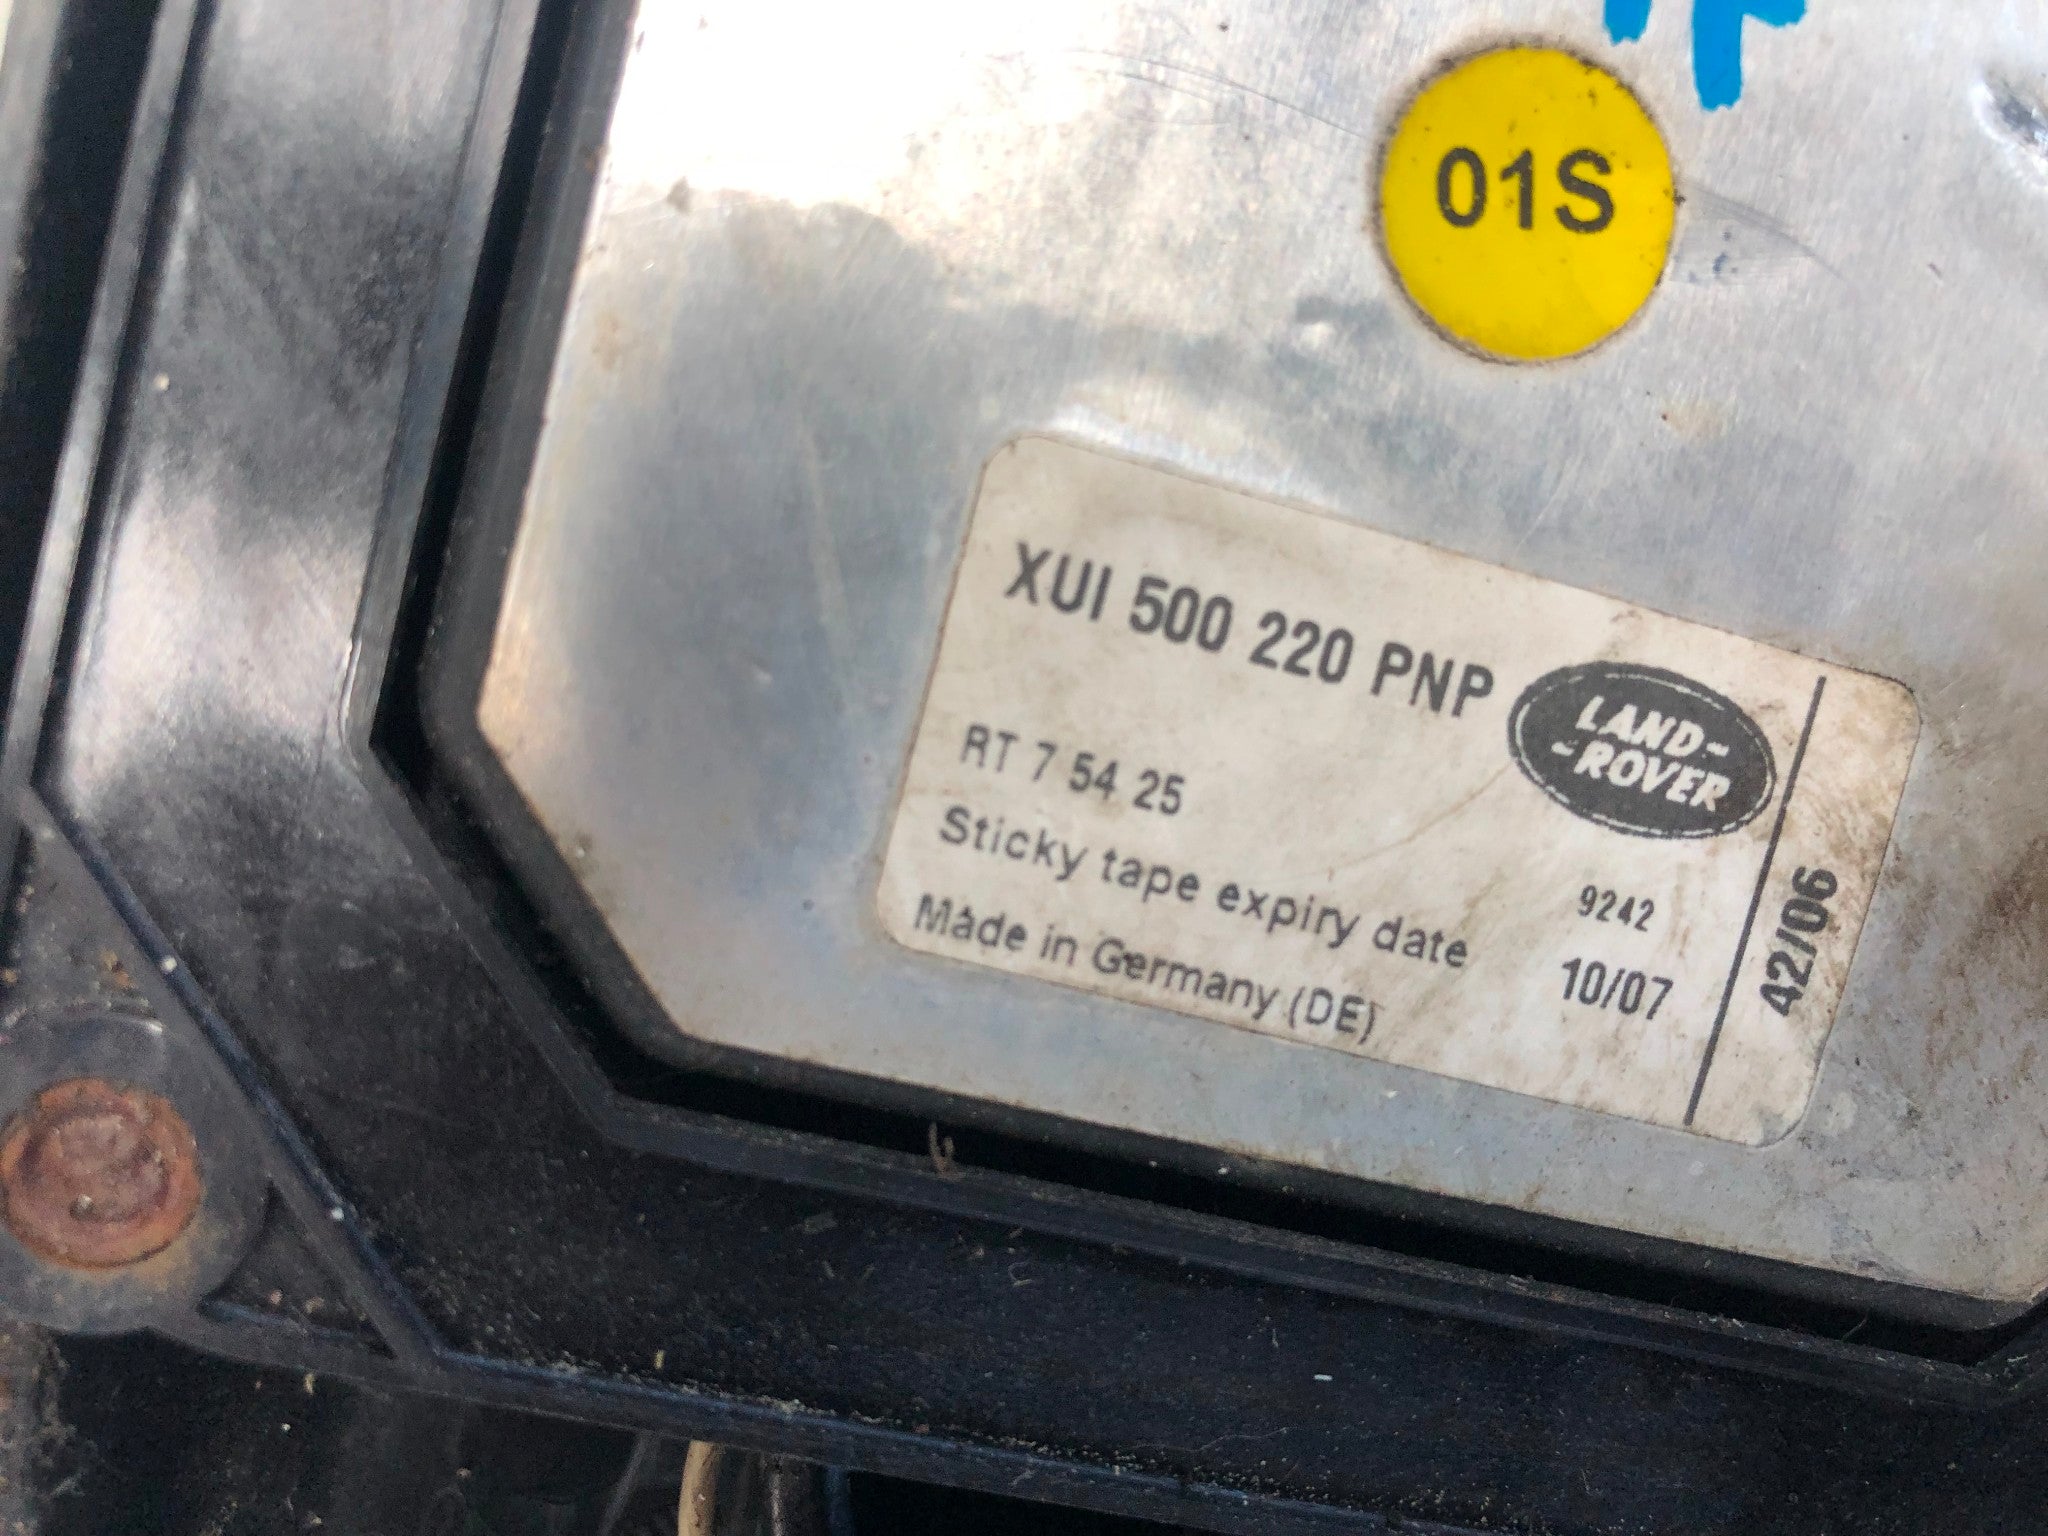 01S
XUI 500 220 PNP
LAND-
-ROVER
RT 7 54 25
9242
Sticky tape expiry date 10/07
Made in Germany (DE)
42/06